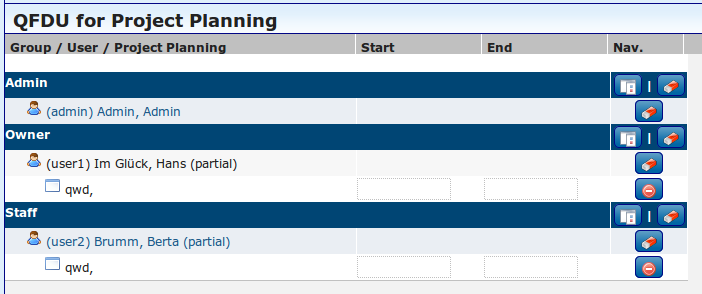 QFDU for Project Planning
Group / User / Project Planning Start End Nav.
Admin |
(admin) Admin, Admin
Owner |
(user1) Im Glück, Hans (partial)
qwd,
Staff |
(user2) Brumm, Berta (partial)
qwd,